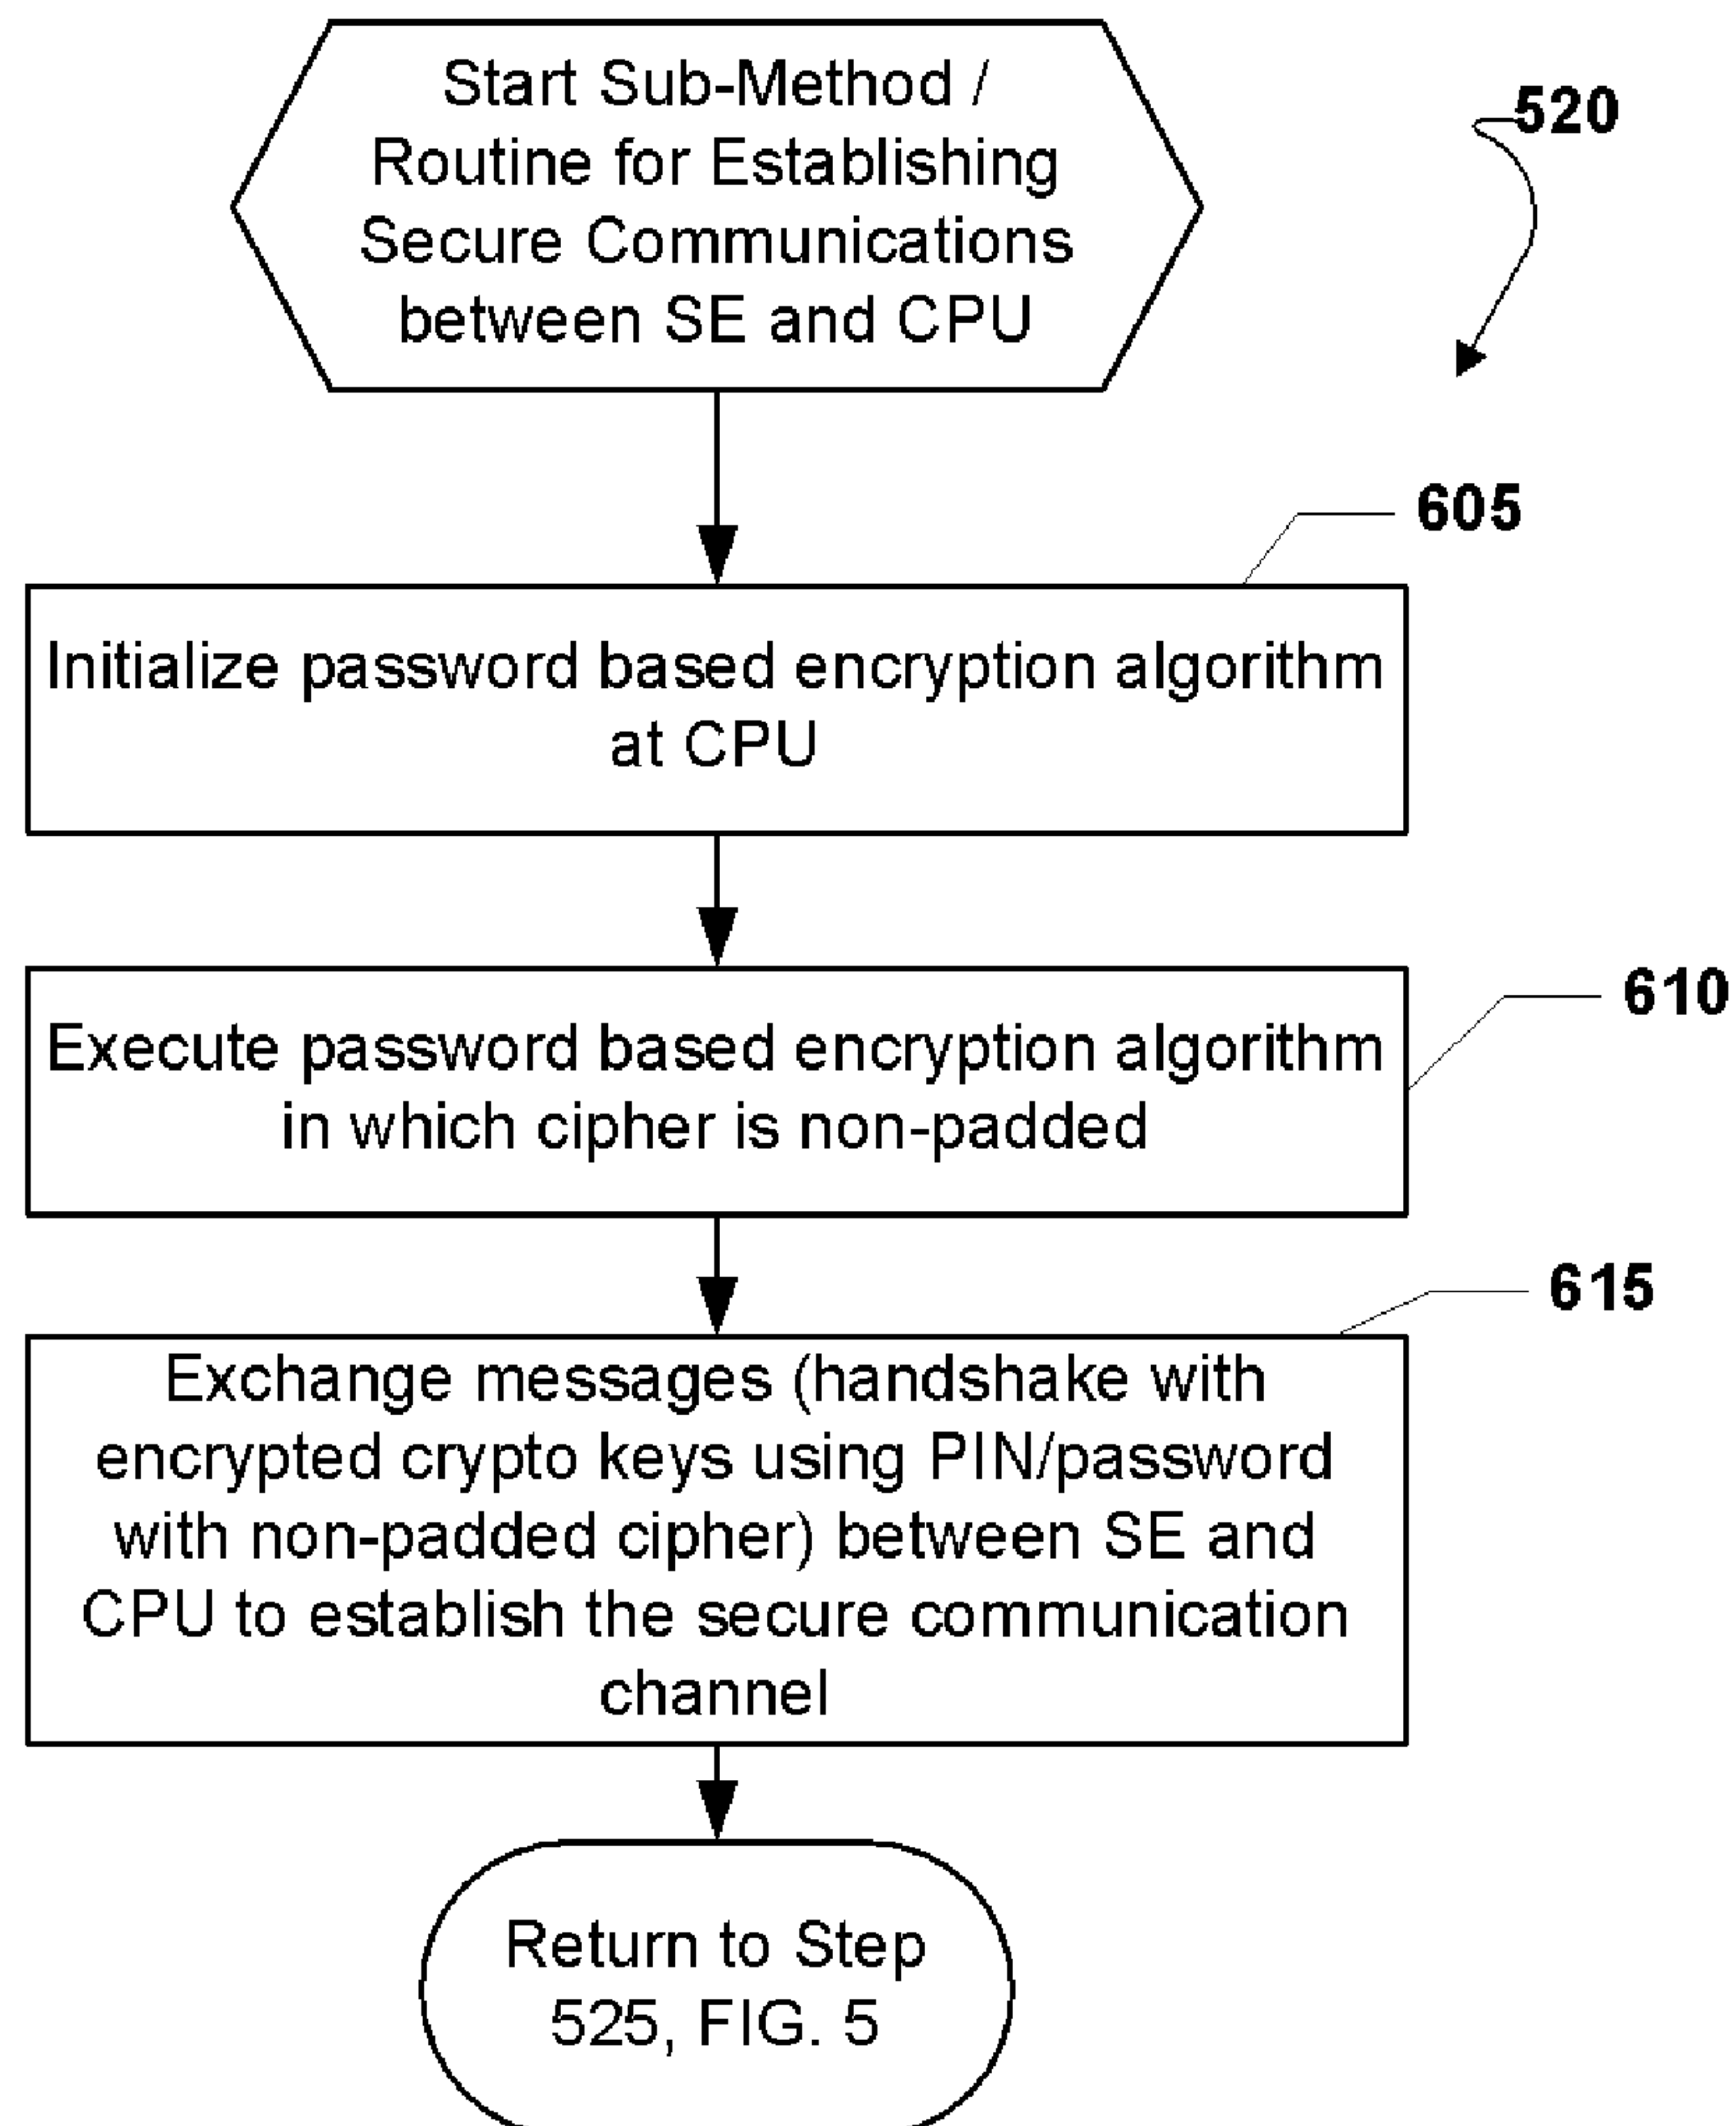 Start Sub-Method /
Routine for Establishing
Secure Communications
between SE and CPU
520
605
Initialize password based encryption algorithm
at CPU
610
Execute password based encryption algorithm
in which cipher is non-padded
615
Exchange messages (handshake with
encrypted crypto keys using PIN/password
with non-padded cipher) between SE and
CPU to establish the secure communication
channel
Return to Step
525, FIG. 5